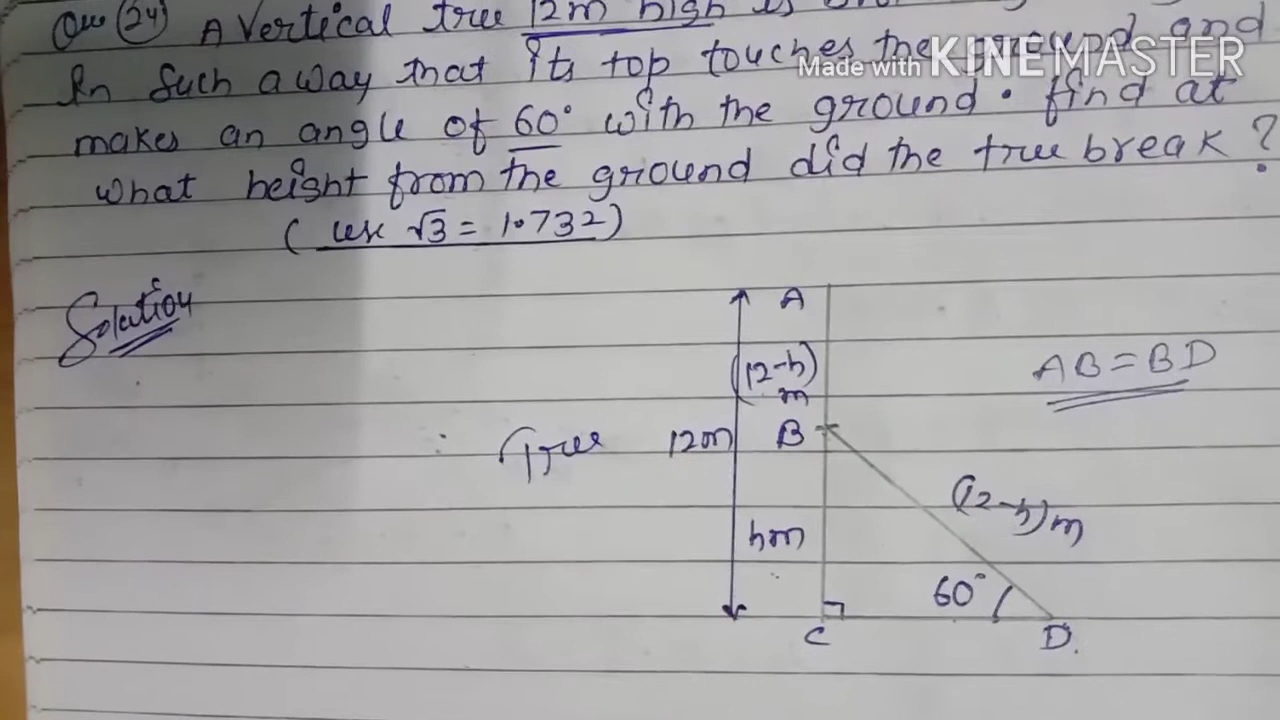 Que (24) A Vertical tree 12m high is
In Such a way that its top touches the ground and
Made with KINEMASTER
makes an angle of 60° with the ground. find at
what height from the ground did the tree break?
(use √3 = 1.732)
Solution
A
(12-h)
m
AB = BD
Tree 12m B
(12-h)m
hm
60°
C D.